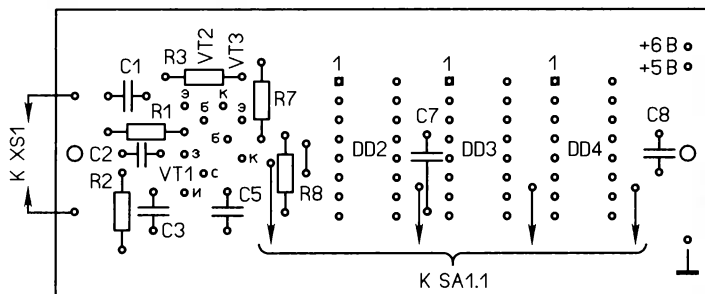 VT2
VT3
R3
1
1
1
+6 В
+5 В
C1
э
к
б
э
R7
C7
C8
R1
б
К XS1
C2
з
к
DD2
DD3
DD4
VT1
с
R8
R2
и
C5
C3
К SA1.1